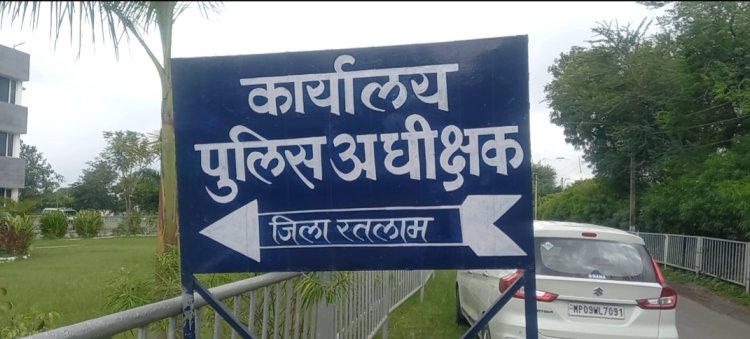 कार्यालय
पुलिस अधीक्षक
जिला रतलाम
MP09WL7091